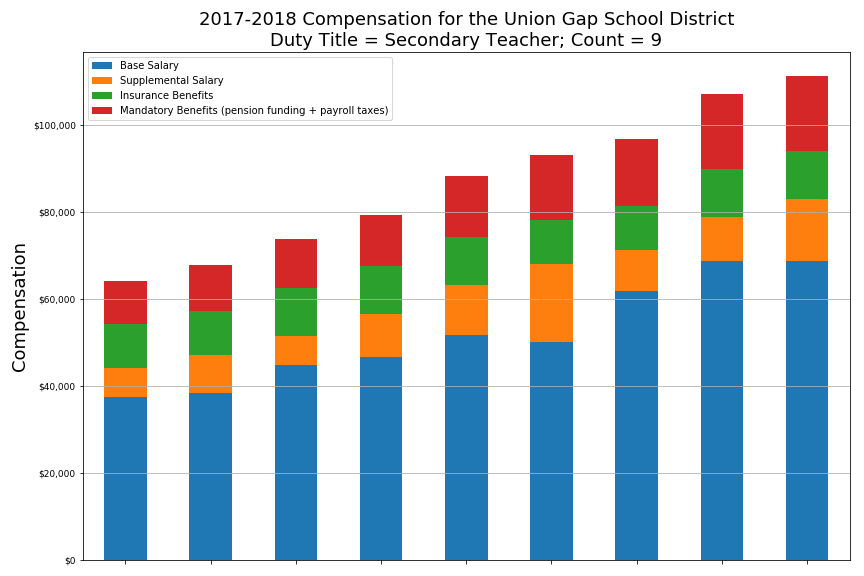 2017-2018 Compensation for the Union Gap School District
Duty Title = Secondary Teacher; Count = 9
Base Salary
Supplemental Salary
Insurance Benefits
Mandatory Benefits (pension funding + payroll taxes)
$100,000
$80,000
$60,000
$40,000
$20,000
$0
Compensation